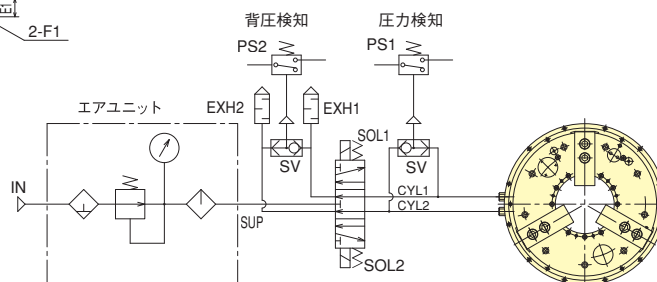 2-F1
背圧検知
圧力検知
PS2
PS1
エアユニット
EXH2
EXH1
SOL1
SV
SV
IN
CYL1
CYL2
SUP
SOL2